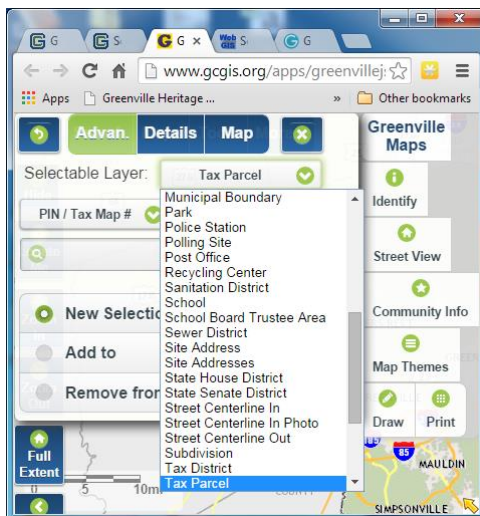 G
S
G
Web GIS S
G
www.gcgis.org/apps/greenvillej
Apps
Greenville Heritage ...
»
Other bookmarks
Advan.
Details
Map
Greenville
Maps
Selectable Layer:
Tax Parcel
PIN / Tax Map #
Municipal Boundary
Park
Police Station
Polling Site
Post Office
Recycling Center
Sanitation District
School
School Board Trustee Area
Sewer District
Site Address
Site Addresses
State House District
State Senate District
Street Centerline In
Street Centerline In Photo
Street Centerline Out
Subdivision
Tax District
Tax Parcel
New Selectio
Add to
Remove from
Identify
Street View
Community Info
Map Themes
Draw
Print
Full
Extent
0
5
10m
COUNTY
85
MAULDIN
SIMPSONVILLE